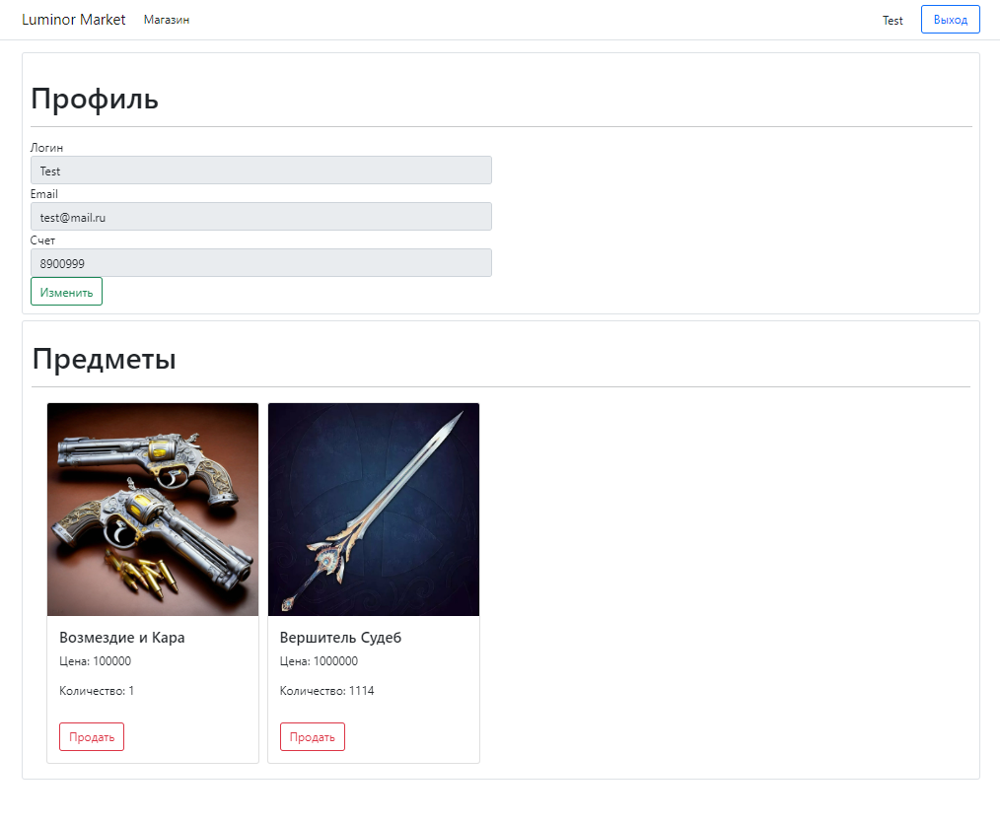 Luminor Market Магазин Test Выход
Профиль
Логин
Test
Email
test@mail.ru
Счет
8900999
Изменить
Предметы
Возмездие и Кара
Цена: 100000
Количество: 1
Продать
Вершитель Судеб
Цена: 1000000
Количество: 1114
Продать